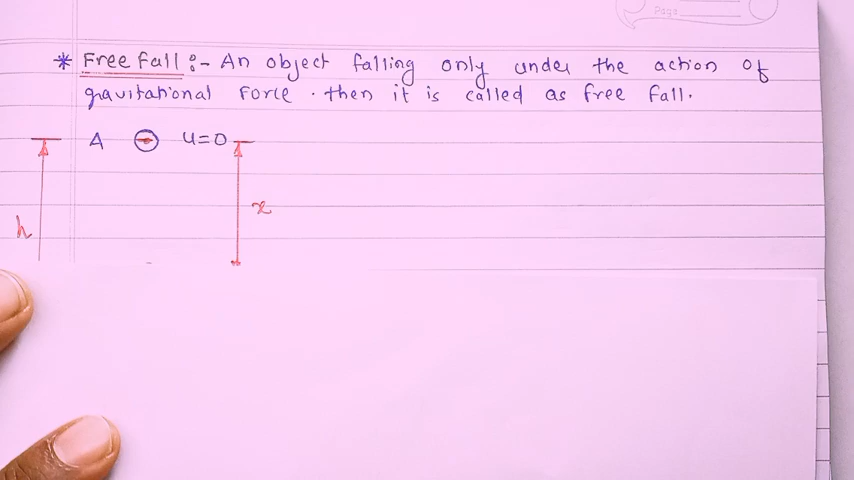 * Free Fall :- An object falling only under the action of
gravitational Force . then it is called as free fall.
A u=0
x
h
Page